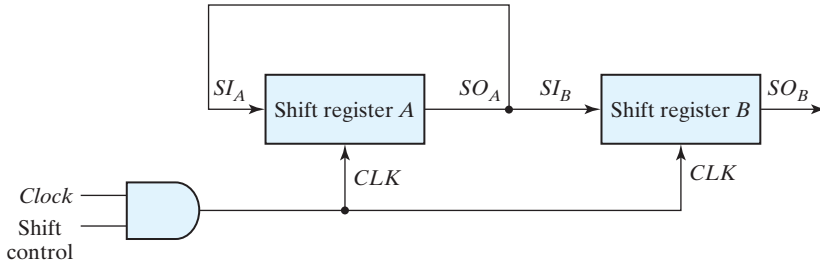 SI_A
Shift register A
SO_A
SI_B
Shift register B
SO_B
CLK
CLK
Clock
Shift
control